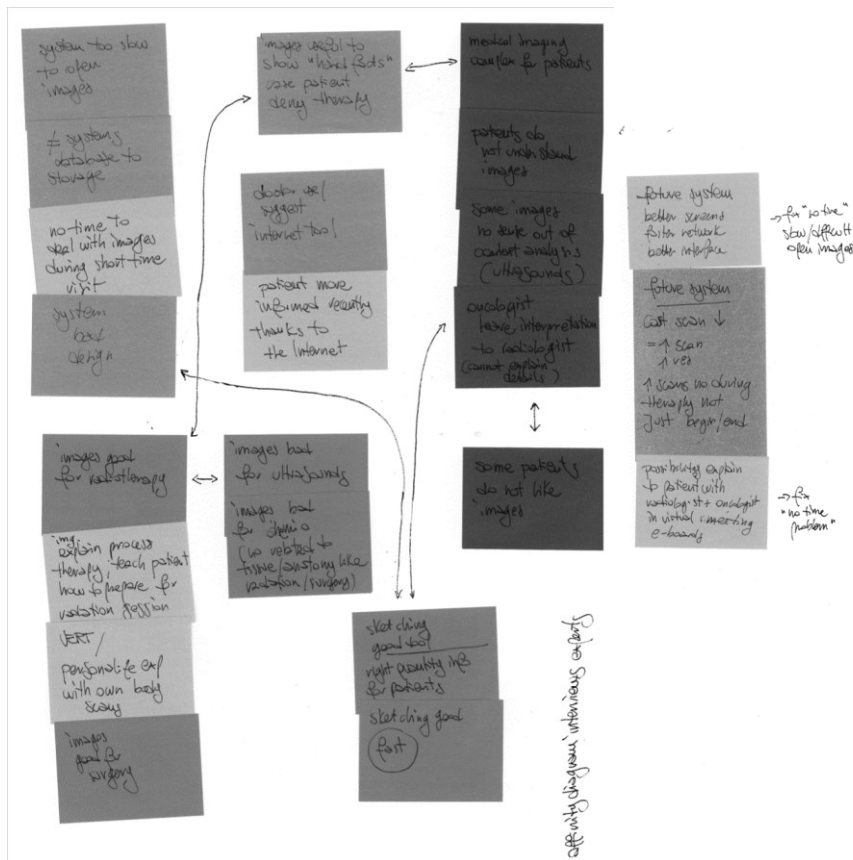 system too slow
to open
images
≠ systems
database to
storage
no-time to
deal with images
during short time
visit
system
bad
design
images useful to
show "hard facts"
case patient
deny therapy
doctor use/
suggest
internet tool
patient more
informed recently
thanks to
the Internet
medical imaging
complex for patients
patients do
not understand
images
some images
no sense out of
context analysis
(ultrasounds)
oncologist
leave interpretation
to radiologist
(cannot explain
details)
some patients
do not like
images
future system
better screens
faster network
better interface
→ fix "no time"
slow/difficult
open images
future system
cost scan ↓
= ↑ scan
↑ res
↑ scans no during
therapy not
just begin/end
possibility explain
to patient with
radiologist + oncologist
in virtual meeting
e-boards
→ fix
"no time
problem"
images good
for radiotherapy
img
explain process
therapy, teach patient
how to prepare for
radiation session
VERT /
personalize exp
with own body
scans
images
good for
surgery
images bad
for ultrasounds
images bad
for chemio
(no related to
tissue/anatomy like
radiation/surgery)
sketching
good tool
right quantity info
for patients
sketching good
fast
affinity diagram interviews experts